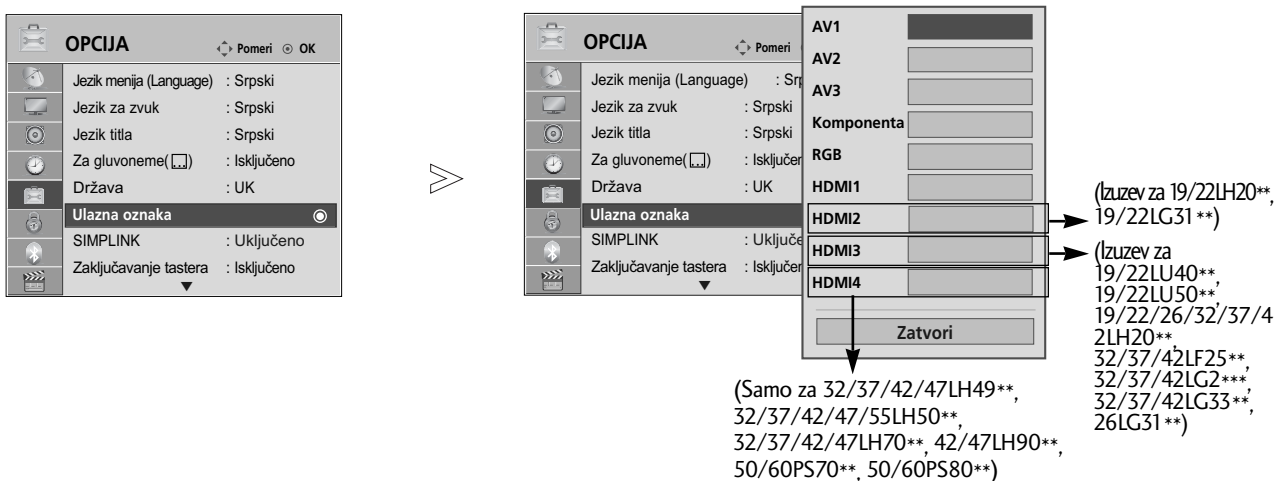 OPCIJA
Pomeri
OK
Jezik menija (Language) : Srpski
Jezik za zvuk : Srpski
Jezik titla : Srpski
Za gluvoneme(...) : Isključeno
Država : UK
Ulazna oznaka
SIMPLINK : Uključeno
Zaključavanje tastera : Isključeno
OPCIJA
Pomeri
Jezik menija (Language) : Srp
Jezik za zvuk : Srpski
Jezik titla : Srpski
Za gluvoneme(...) : Isključen
Država : UK
Ulazna oznaka
SIMPLINK : Uključe
Zaključavanje tastera : Isključen
AV1
AV2
AV3
Komponenta
RGB
HDMI1
HDMI2
HDMI3
HDMI4
Zatvori
(Izuzev za 19/22LH20**,
19/22LG31**)
(Izuzev za
19/22LU40**,
19/22LU50**,
19/22/26/32/37/4
2LH20**,
32/37/42LF25**,
32/37/42LG2***,
32/37/42LG33**,
26LG31**)
(Samo za 32/37/42/47LH49**,
32/37/42/47/55LH50**,
32/37/42/47LH70**, 42/47LH90**,
50/60PS70**, 50/60PS80**)